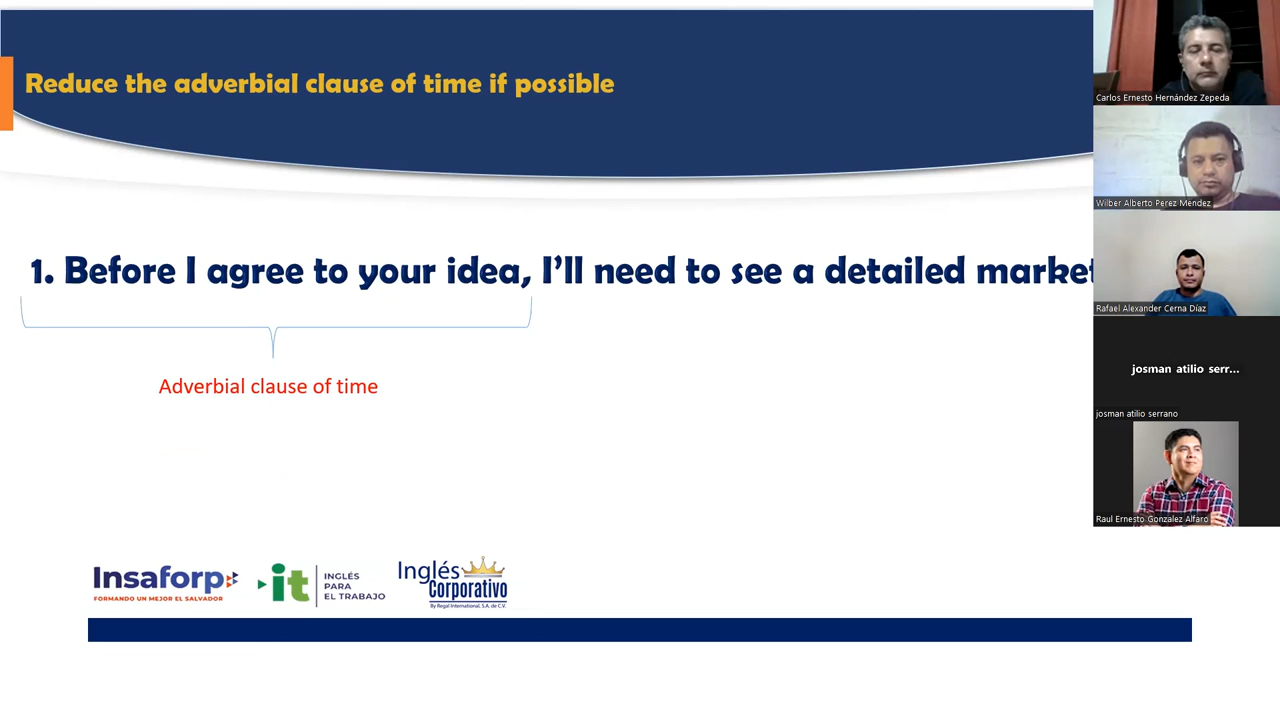 Reduce the adverbial clause of time if possible
1. Before I agree to your idea, I'll need to see a detailed market
Adverbial clause of time
Insaforp
FORMANDO UN MEJOR EL SALVADOR
it
INGLÉS
PARA
EL TRABAJO
Inglés
Corporativo
By Regal International, S.A. de C.V.
Carlos Ernesto Hernández Zepeda
Wilber Alberto Perez Mendez
Rafael Alexander Cerna Díaz
josman atilio serr...
josman atilio serrano
Raul Ernesto Gonzalez Alfaro